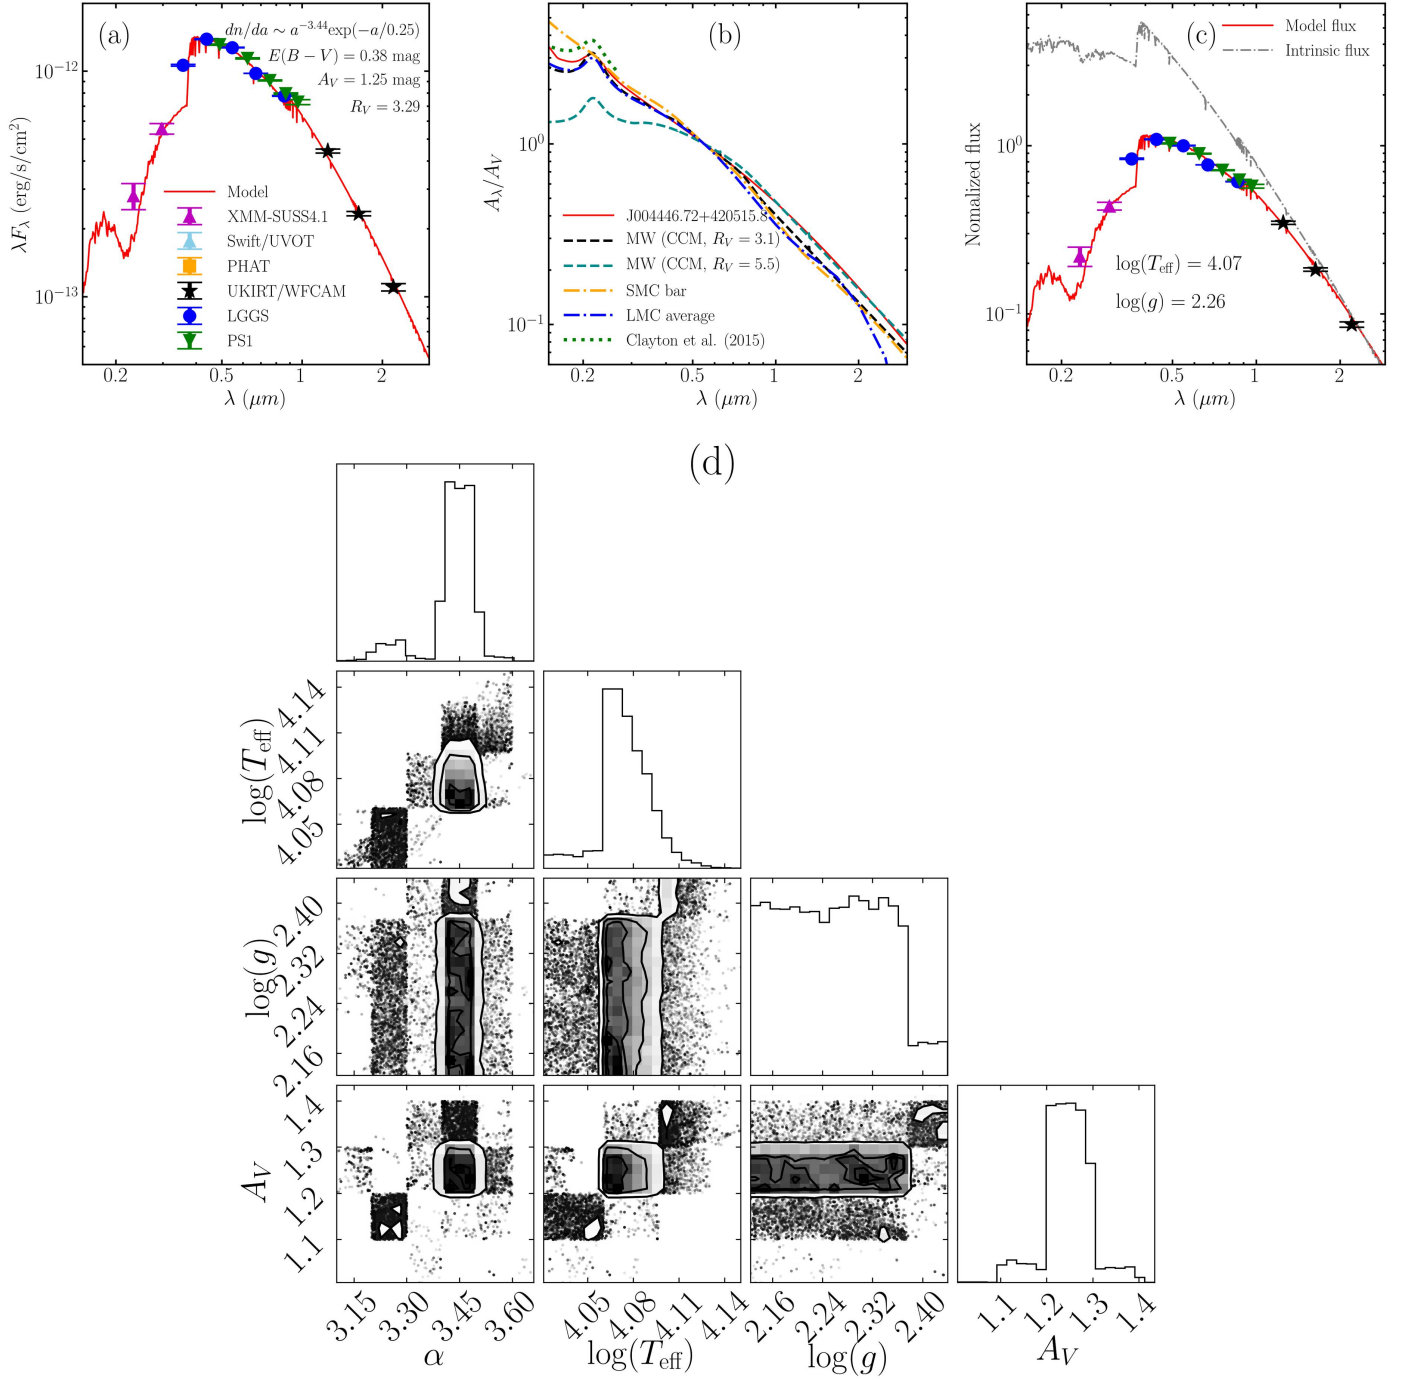 (a)
dn/da ∼ a^{-3.44}exp(−a/0.25)
E(B − V) = 0.38 mag
A_V = 1.25 mag
R_V = 3.29
10^{-12}
10^{-13}
λF_λ (erg/s/cm²)
Model
XMM-SUSS4.1
Swift/UVOT
PHAT
UKIRT/WFCAM
LGGS
PS1
0.2 0.5 1 2
λ (μm)
(b)
10^0
10^{-1}
A_λ/A_V
J004446.72+420515.8
MW (CCM, R_V = 3.1)
MW (CCM, R_V = 5.5)
SMC bar
LMC average
Clayton et al. (2015)
0.2 0.5 1 2
λ (μm)
(c)
Model flux
Intrinsic flux
10^0
10^{-1}
Nomalized flux
log(T_eff) = 4.07
log(g) = 2.26
0.2 0.5 1 2
λ (μm)
(d)
log(T_eff)
4.14
4.11
4.08
4.05
log(g)
2.40
2.32
2.24
2.16
A_V
1.4
1.3
1.2
1.1
3.15 3.30 3.45 3.60
α
4.05 4.08 4.11 4.14
log(T_eff)
2.16 2.24 2.32 2.40
log(g)
1.1 1.2 1.3 1.4
A_V